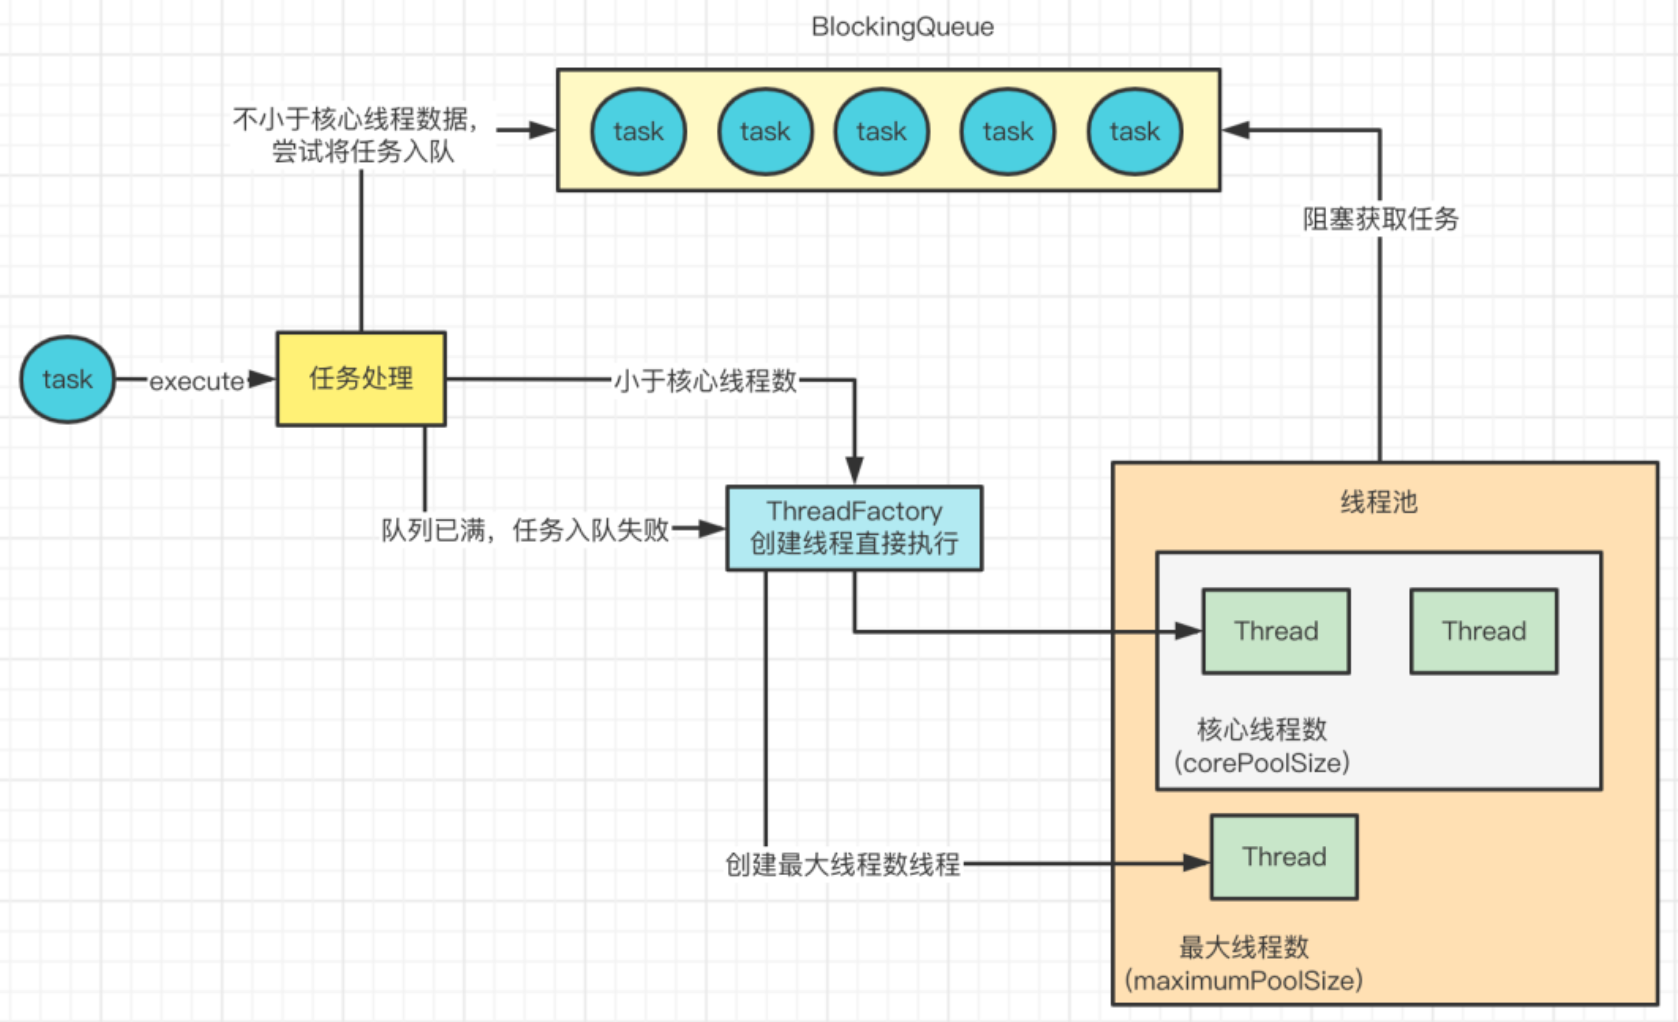 BlockingQueue
不小于核心线程数据，
尝试将任务入队
task
task
task
task
task
阻塞获取任务
task
execute
任务处理
小于核心线程数
队列已满，任务入队失败
ThreadFactory
创建线程直接执行
线程池
Thread
Thread
核心线程数
(corePoolSize)
创建最大线程数线程
Thread
最大线程数
(maximumPoolSize)